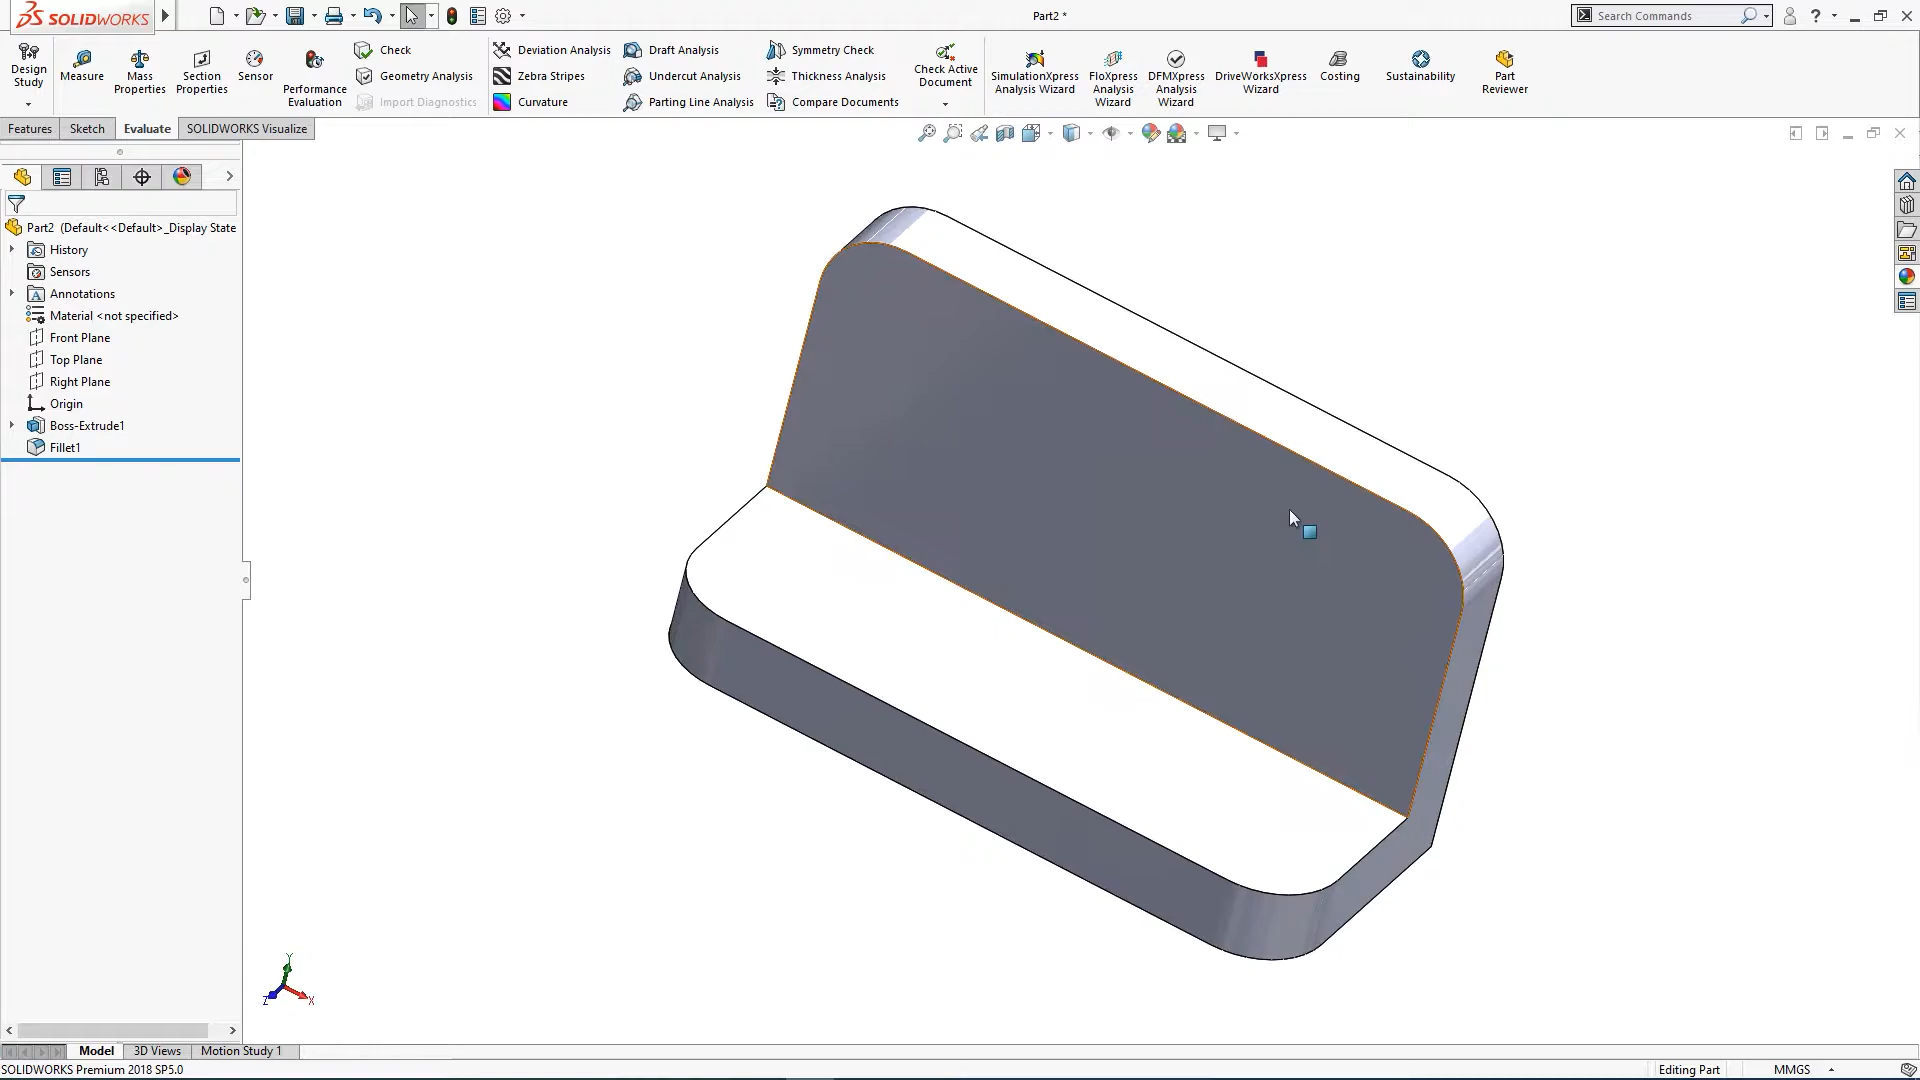 SOLIDWORKS
Part2 *
Search Commands
Design Study
Measure
Mass Properties
Section Properties
Sensor
Performance Evaluation
Check
Geometry Analysis
Import Diagnostics
Deviation Analysis
Zebra Stripes
Curvature
Draft Analysis
Undercut Analysis
Parting Line Analysis
Symmetry Check
Thickness Analysis
Compare Documents
Check Active Document
SimulationXpress Analysis Wizard
FloXpress Analysis Wizard
DFMXpress Analysis Wizard
DriveWorksXpress Wizard
Costing
Sustainability
Part Reviewer
Features
Sketch
Evaluate
SOLIDWORKS Visualize
Part2 (Default<<Default>_Display State
History
Sensors
Annotations
Material <not specified>
Front Plane
Top Plane
Right Plane
Origin
Boss-Extrude1
Fillet1
Y
Z
X
Model
3D Views
Motion Study 1
SOLIDWORKS Premium 2018 SP5.0
Editing Part
MMGS